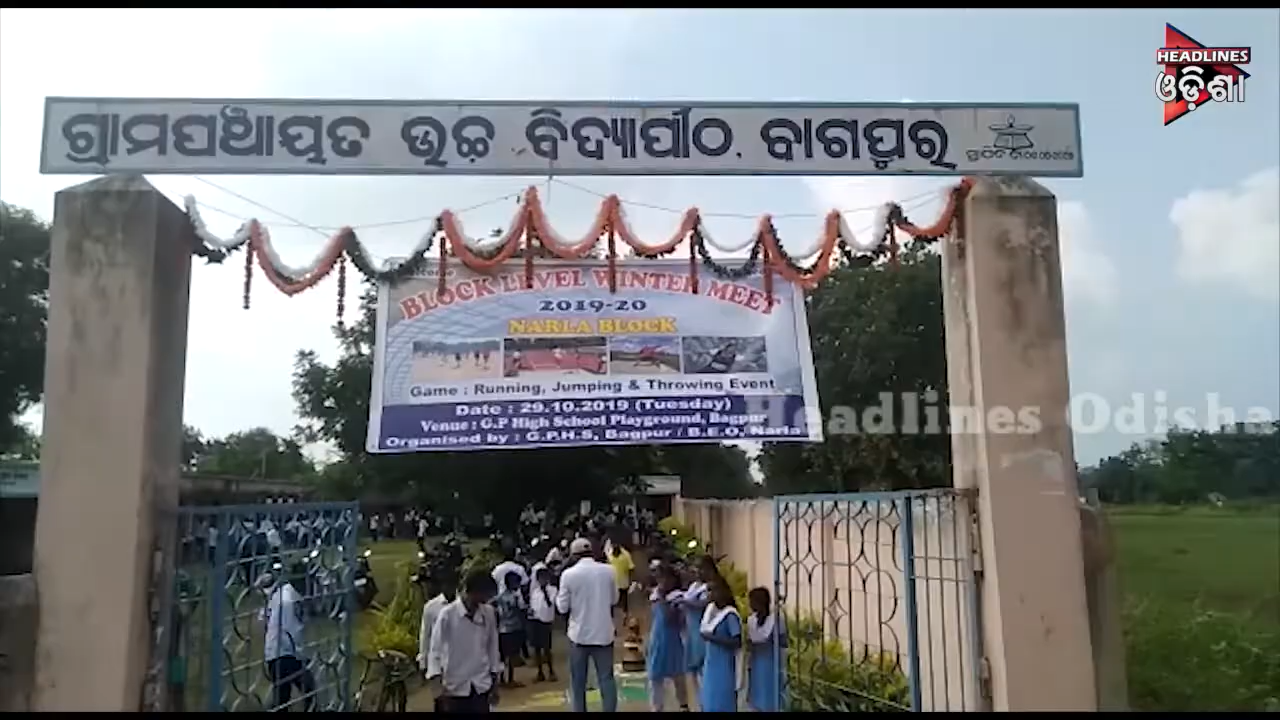 HEADLINES
ଓଡ଼ିଶା
ଗ୍ରାମପଞ୍ଚାୟତ ଉଚ୍ଚ ବିଦ୍ୟାପୀଠ, ବାଗପୁର
BLOCK LEVEL WINTER MEET
2019-20
NARLA BLOCK
Game : Running, Jumping & Throwing Event
Date : 29.10.2019 (Tuesday)
Venue : G.P High School Playground, Bagpur
Organised by : G.P.H.S, Bagpur / B.E.O, Narla
Headlines Odisha